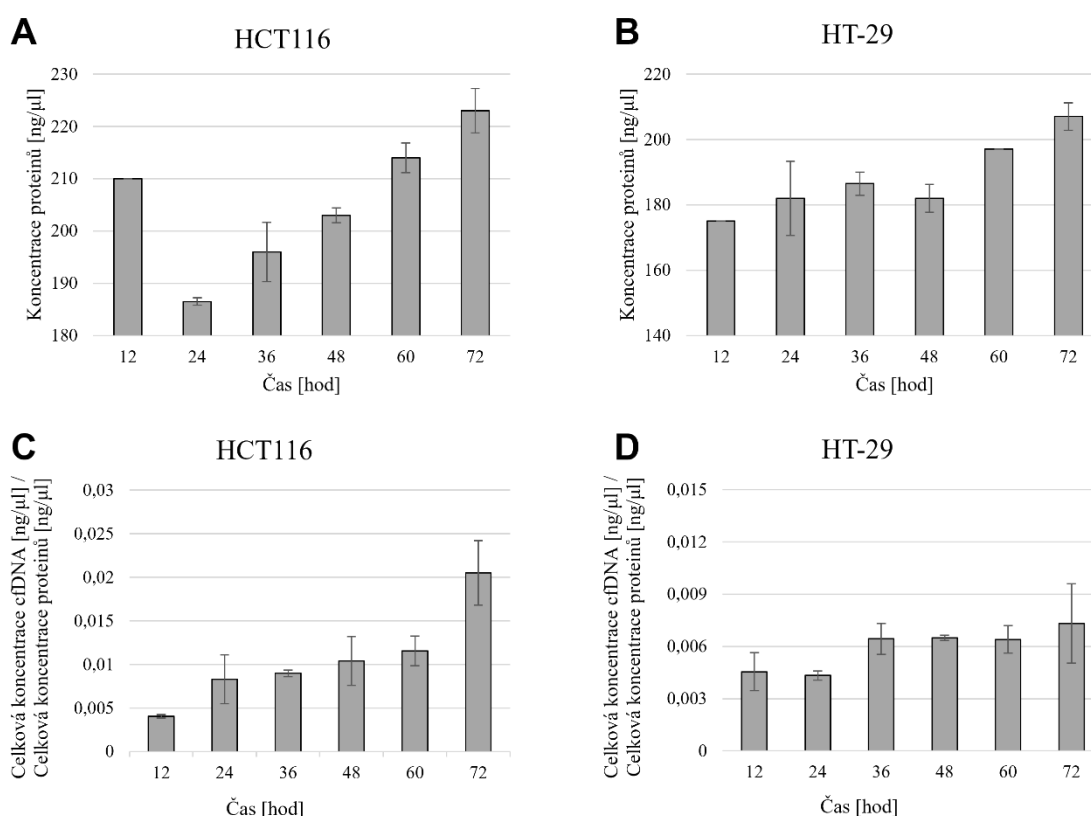 A
HCT116
Koncentrace proteinů [ng/µl]
230
220
210
200
190
180
12 24 36 48 60 72
Čas [hod]
B
HT-29
Koncentrace proteinů [ng/µl]
220
200
180
160
140
12 24 36 48 60 72
Čas [hod]
C
HCT116
Celková koncentrace cfDNA [ng/µl] /
Celková koncentrace proteinů [ng/µl]
0,03
0,025
0,02
0,015
0,01
0,005
0
12 24 36 48 60 72
Čas [hod]
D
HT-29
Celková koncentrace cfDNA [ng/µl] /
Celková koncentrace proteinů [ng/µl]
0,015
0,012
0,009
0,006
0,003
0
12 24 36 48 60 72
Čas [hod]